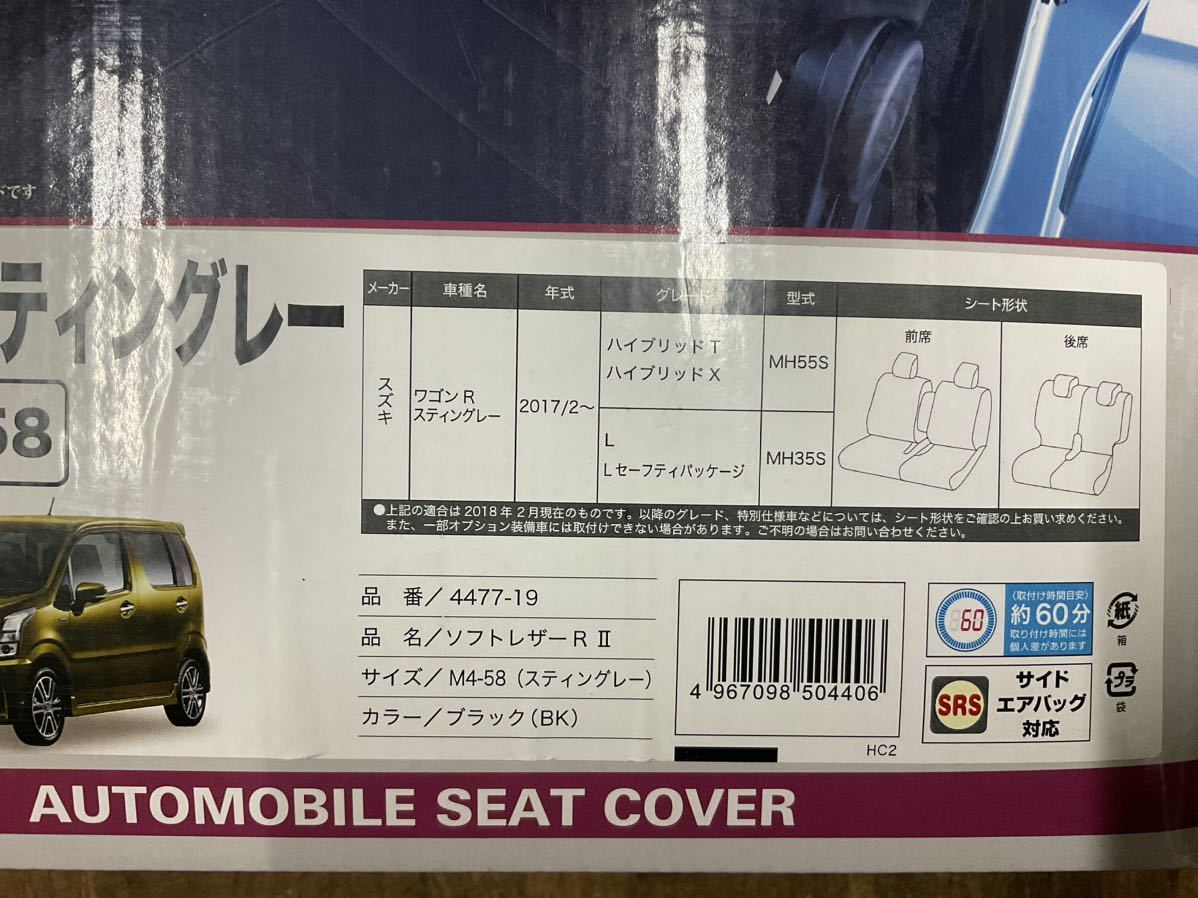 ドです
ティングレー
58
メーカー 車種名 年式 グレード 型式 シート形状
スズキ
ワゴン R
スティングレー
2017/2〜
ハイブリッド T
ハイブリッド X
MH55S
L
L セーフティパッケージ
MH35S
前席
後席
●上記の適合は 2018 年 2 月現在のものです。以降のグレード、特別仕様車などについては、シート形状をご確認の上お買い求めください。
また、一部オプション装備車には取付けできない場合があります。ご不明の場合はお問い合わせください。
品 番／ 4477-19
品 名／ソフトレザー R Ⅱ
サイズ／ M4-58（スティングレー）
カラー／ブラック（BK）
4 967098 504406
HC2
60
〈取付け時間目安〉
約 60 分
取り付け時間には
個人差があります
SRS
サイド
エアバッグ
対応
紙
箱
プラ
袋
AUTOMOBILE SEAT COVER